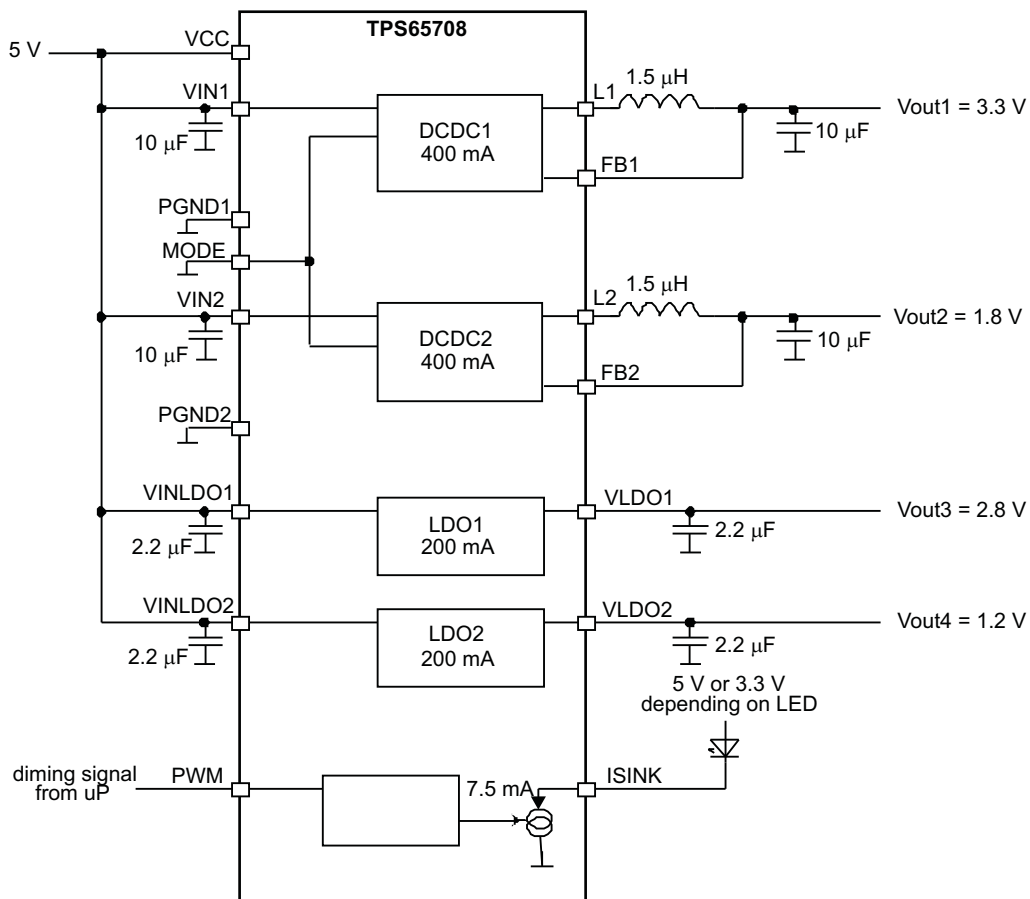 TPS65708
5 V
VCC
VIN1
10 μF
DCDC1
400 mA
L1
1.5 μH
FB1
10 μF
Vout1 = 3.3 V
PGND1
MODE
VIN2
10 μF
DCDC2
400 mA
L2
1.5 μH
FB2
10 μF
Vout2 = 1.8 V
PGND2
VINLDO1
2.2 μF
LDO1
200 mA
VLDO1
2.2 μF
Vout3 = 2.8 V
VINLDO2
2.2 μF
LDO2
200 mA
VLDO2
2.2 μF
Vout4 = 1.2 V
5 V or 3.3 V
depending on LED
diming signal
from uP
PWM
7.5 mA
ISINK